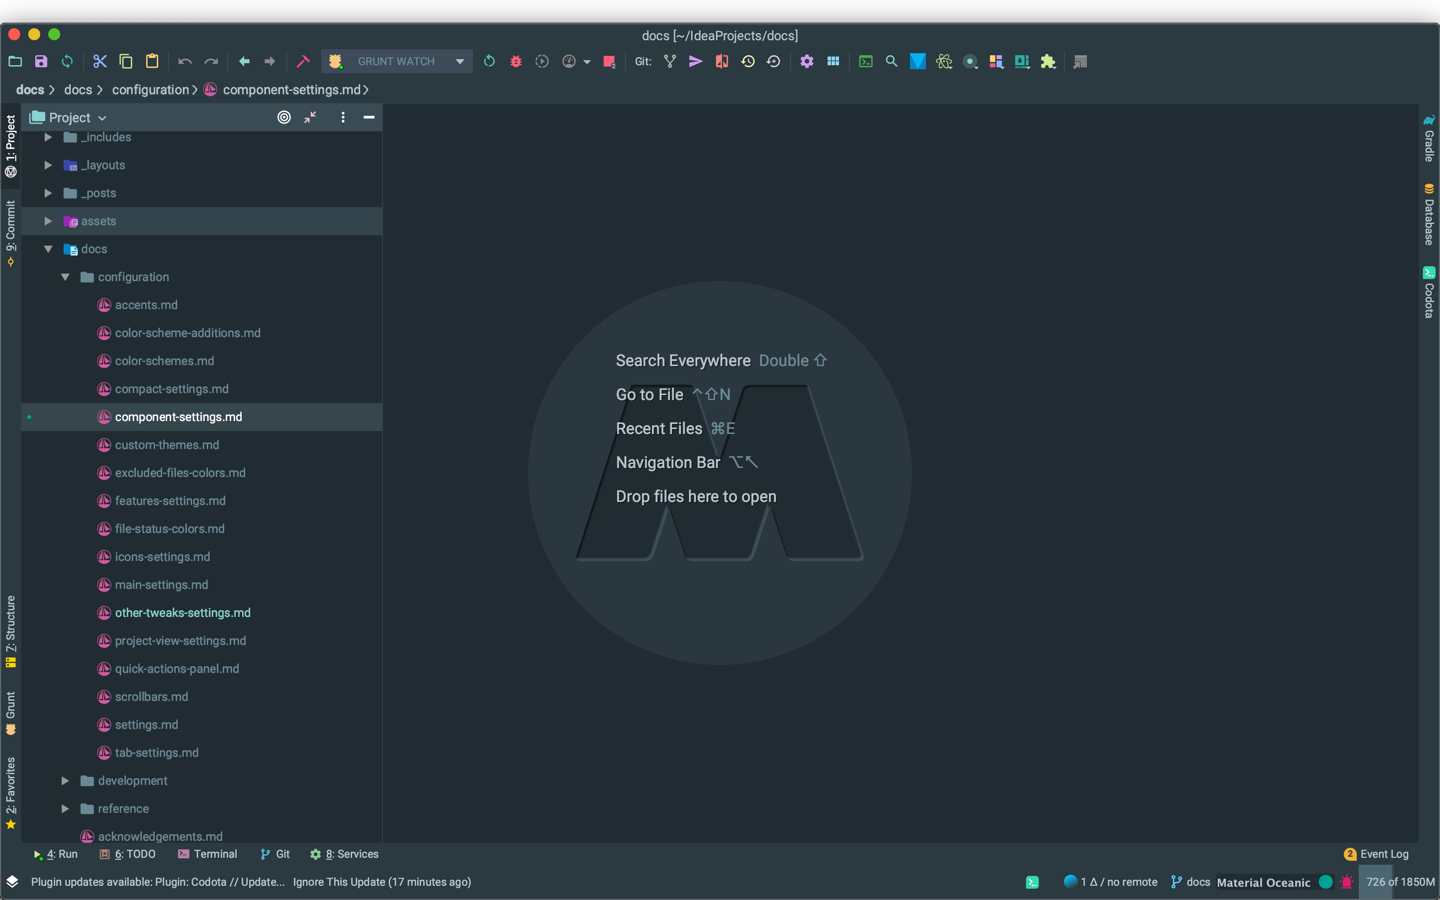 docs [~/IdeaProjects/docs]
GRUNT WATCH
Git:
docs
docs
configuration
component-settings.md
Project
_includes
_layouts
_posts
assets
docs
configuration
accents.md
color-scheme-additions.md
color-schemes.md
compact-settings.md
component-settings.md
custom-themes.md
excluded-files-colors.md
features-settings.md
file-status-colors.md
icons-settings.md
main-settings.md
other-tweaks-settings.md
project-view-settings.md
quick-actions-panel.md
scrollbars.md
settings.md
tab-settings.md
development
reference
acknowledgements.md
1: Project
9: Commit
7: Structure
Grunt
2: Favorites
Search Everywhere Double ⇧
Go to File ^⇧N
Recent Files ⌘E
Navigation Bar ⌥↖
Drop files here to open
Gradle
Database
Codota
4: Run
6: TODO
Terminal
Git
8: Services
2 Event Log
Plugin updates available: Plugin: Codota // Update... Ignore This Update (17 minutes ago)
1 Δ / no remote
docs
Material Oceanic
726 of 1850M